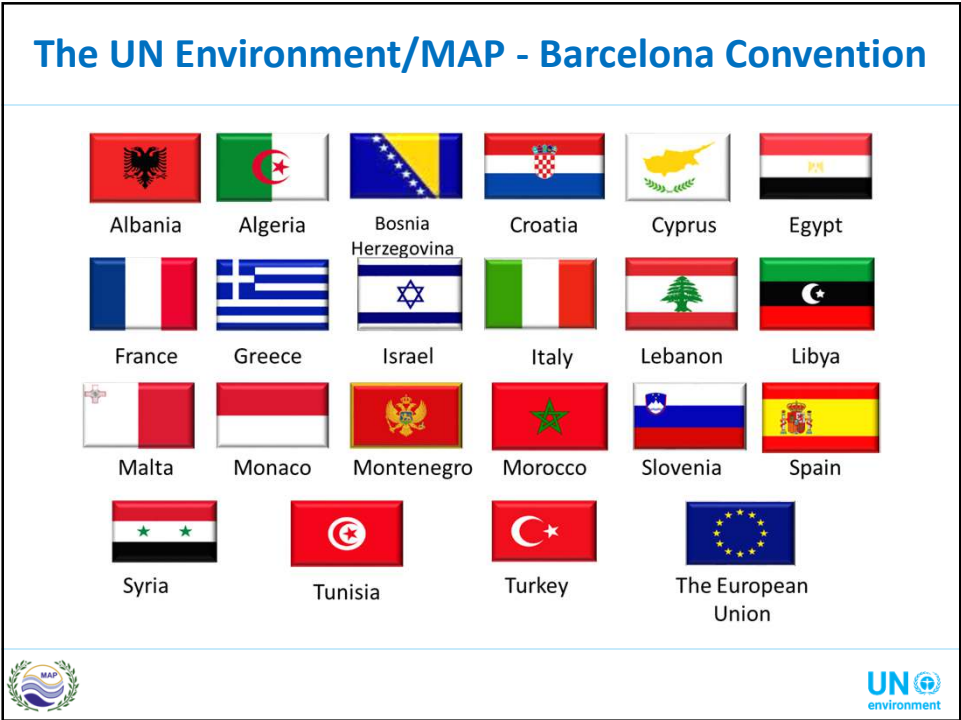 The UN Environment/MAP - Barcelona Convention
Albania
Algeria
Bosnia
Herzegovina
Croatia
Cyprus
Egypt
France
Greece
Israel
Italy
Lebanon
Libya
Malta
Monaco
Montenegro
Morocco
Slovenia
Spain
Syria
Tunisia
Turkey
The European
Union
MAP
UN
environment